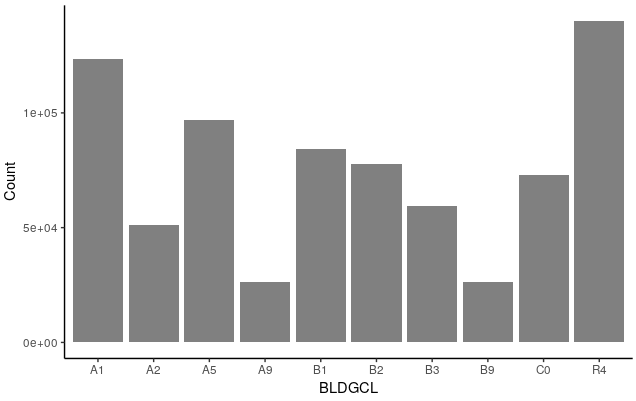 Count
1e+05
5e+04
0e+00
A1 A2 A5 A9 B1 B2 B3 B9 C0 R4
BLDGCL